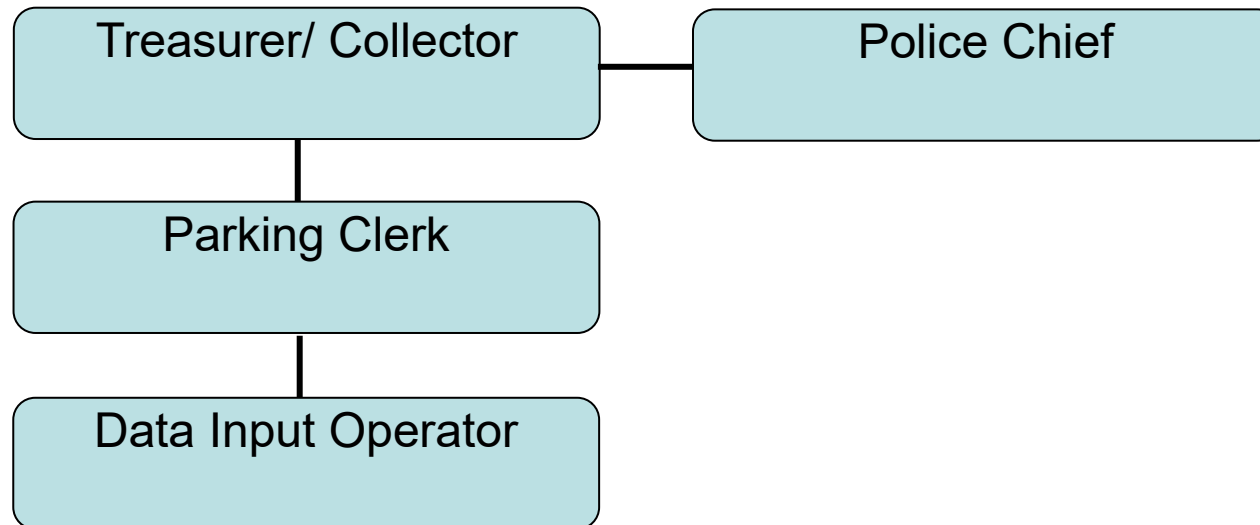 Treasurer/ Collector
Police Chief
Parking Clerk
Data Input Operator